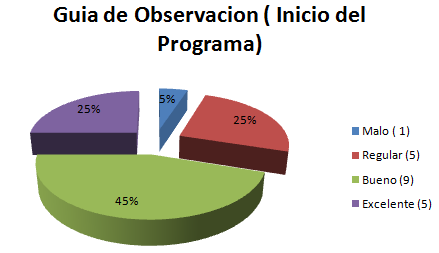 Guia de Observacion ( Inicio del
Programa)
5%
25%
25%
45%
Malo ( 1)
Regular (5)
Bueno (9)
Excelente (5)